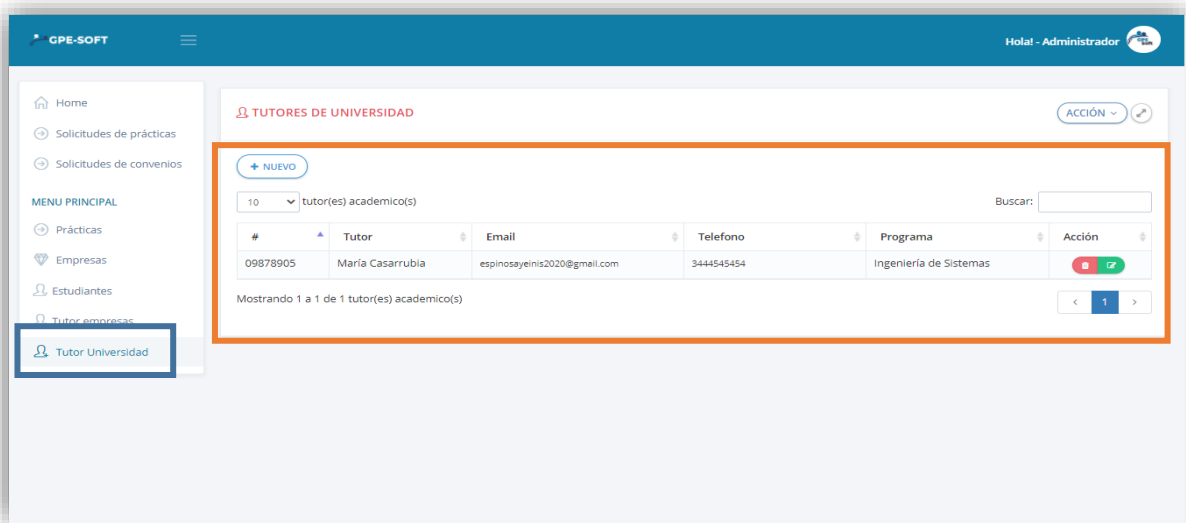 GPE-SOFT
Hola! - Administrador
Home
Solicitudes de prácticas
Solicitudes de convenios
MENU PRINCIPAL
Prácticas
Empresas
Estudiantes
Tutor empresas
Tutor Universidad
TUTORES DE UNIVERSIDAD
ACCIÓN
+ NUEVO
10 tutor(es) academico(s)
Buscar:
# Tutor Email Telefono Programa Acción
09878905 María Casarrubia espinosayeinis2020@gmail.com 3444545454 Ingeniería de Sistemas
Mostrando 1 a 1 de 1 tutor(es) academico(s)
< 1 >